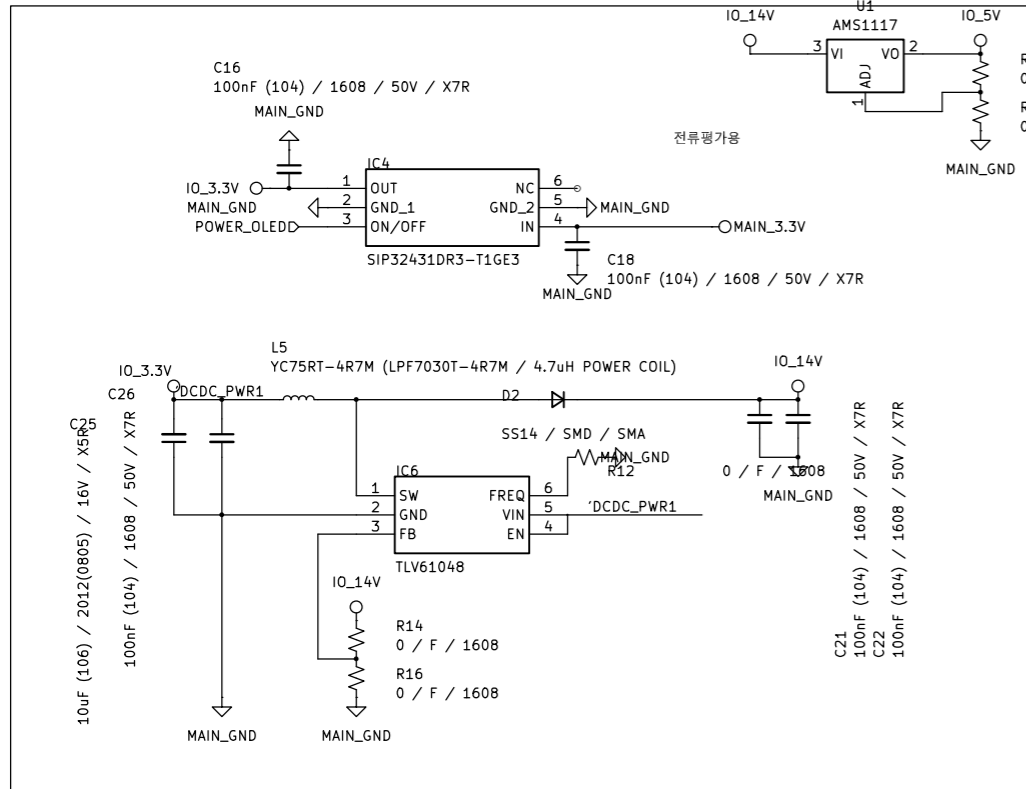 U1
IO_14V
AMS1117
IO_5V
3
VI
VO
2
ADJ
1
R
0
R
0
MAIN_GND
C16
100nF (104) / 1608 / 50V / X7R
MAIN_GND
전류평가용
IC4
IO_3.3V
1
OUT
NC
6
MAIN_GND
2
GND_1
GND_2
5
MAIN_GND
POWER_OLED
3
ON/OFF
IN
4
MAIN_3.3V
SIP32431DR3-T1GE3
C18
100nF (104) / 1608 / 50V / X7R
MAIN_GND
L5
YC75RT-4R7M (LPF7030T-4R7M / 4.7uH POWER COIL)
IO_3.3V
IO_14V
'DCDC_PWR1
C26
C25
D2
SS14 / SMD / SMA
MAIN_GND
R12
0 / F / 1608
MAIN_GND
IC6
1
SW
FREQ
6
2
GND
VIN
5
'DCDC_PWR1
3
FB
EN
4
TLV61048
10uF (106) / 2012(0805) / 16V / X5R
100nF (104) / 1608 / 50V / X7R
IO_14V
R14
0 / F / 1608
R16
0 / F / 1608
MAIN_GND
MAIN_GND
C21
100nF (104) / 1608 / 50V / X7R
C22
100nF (104) / 1608 / 50V / X7R